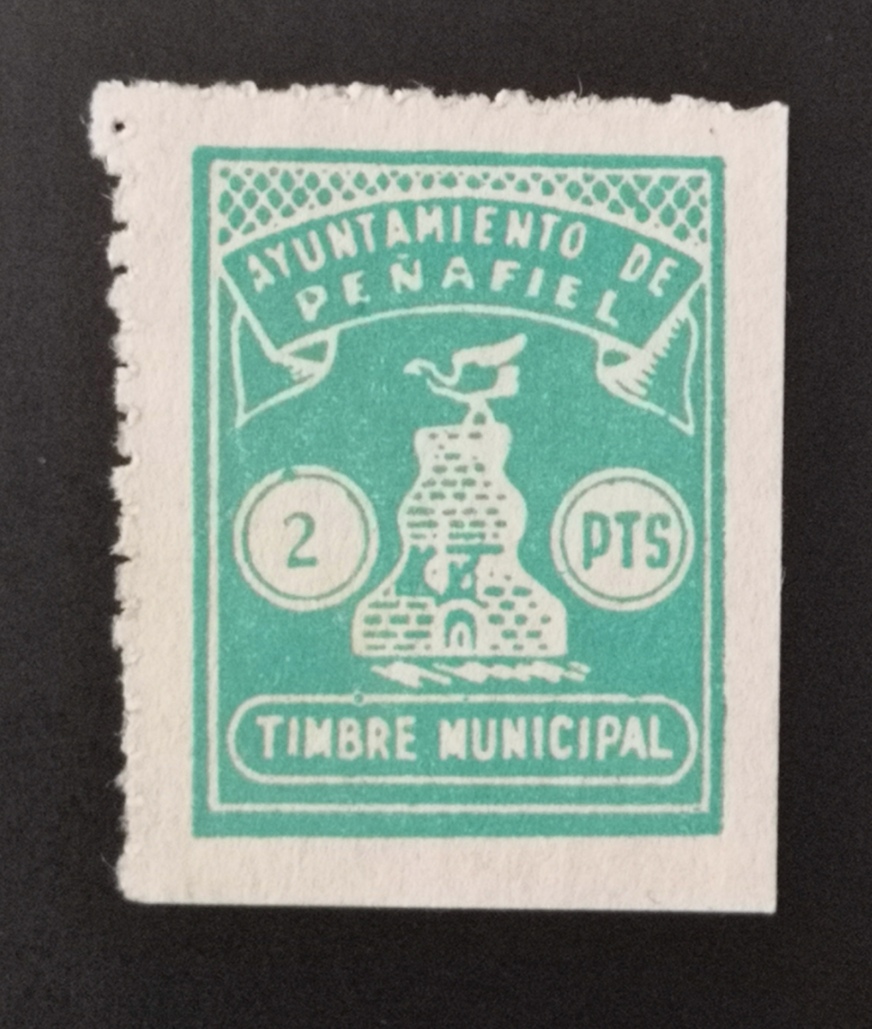 AYUNTAMIENTO DE
PEÑAFIEL
2 PTS
TIMBRE MUNICIPAL